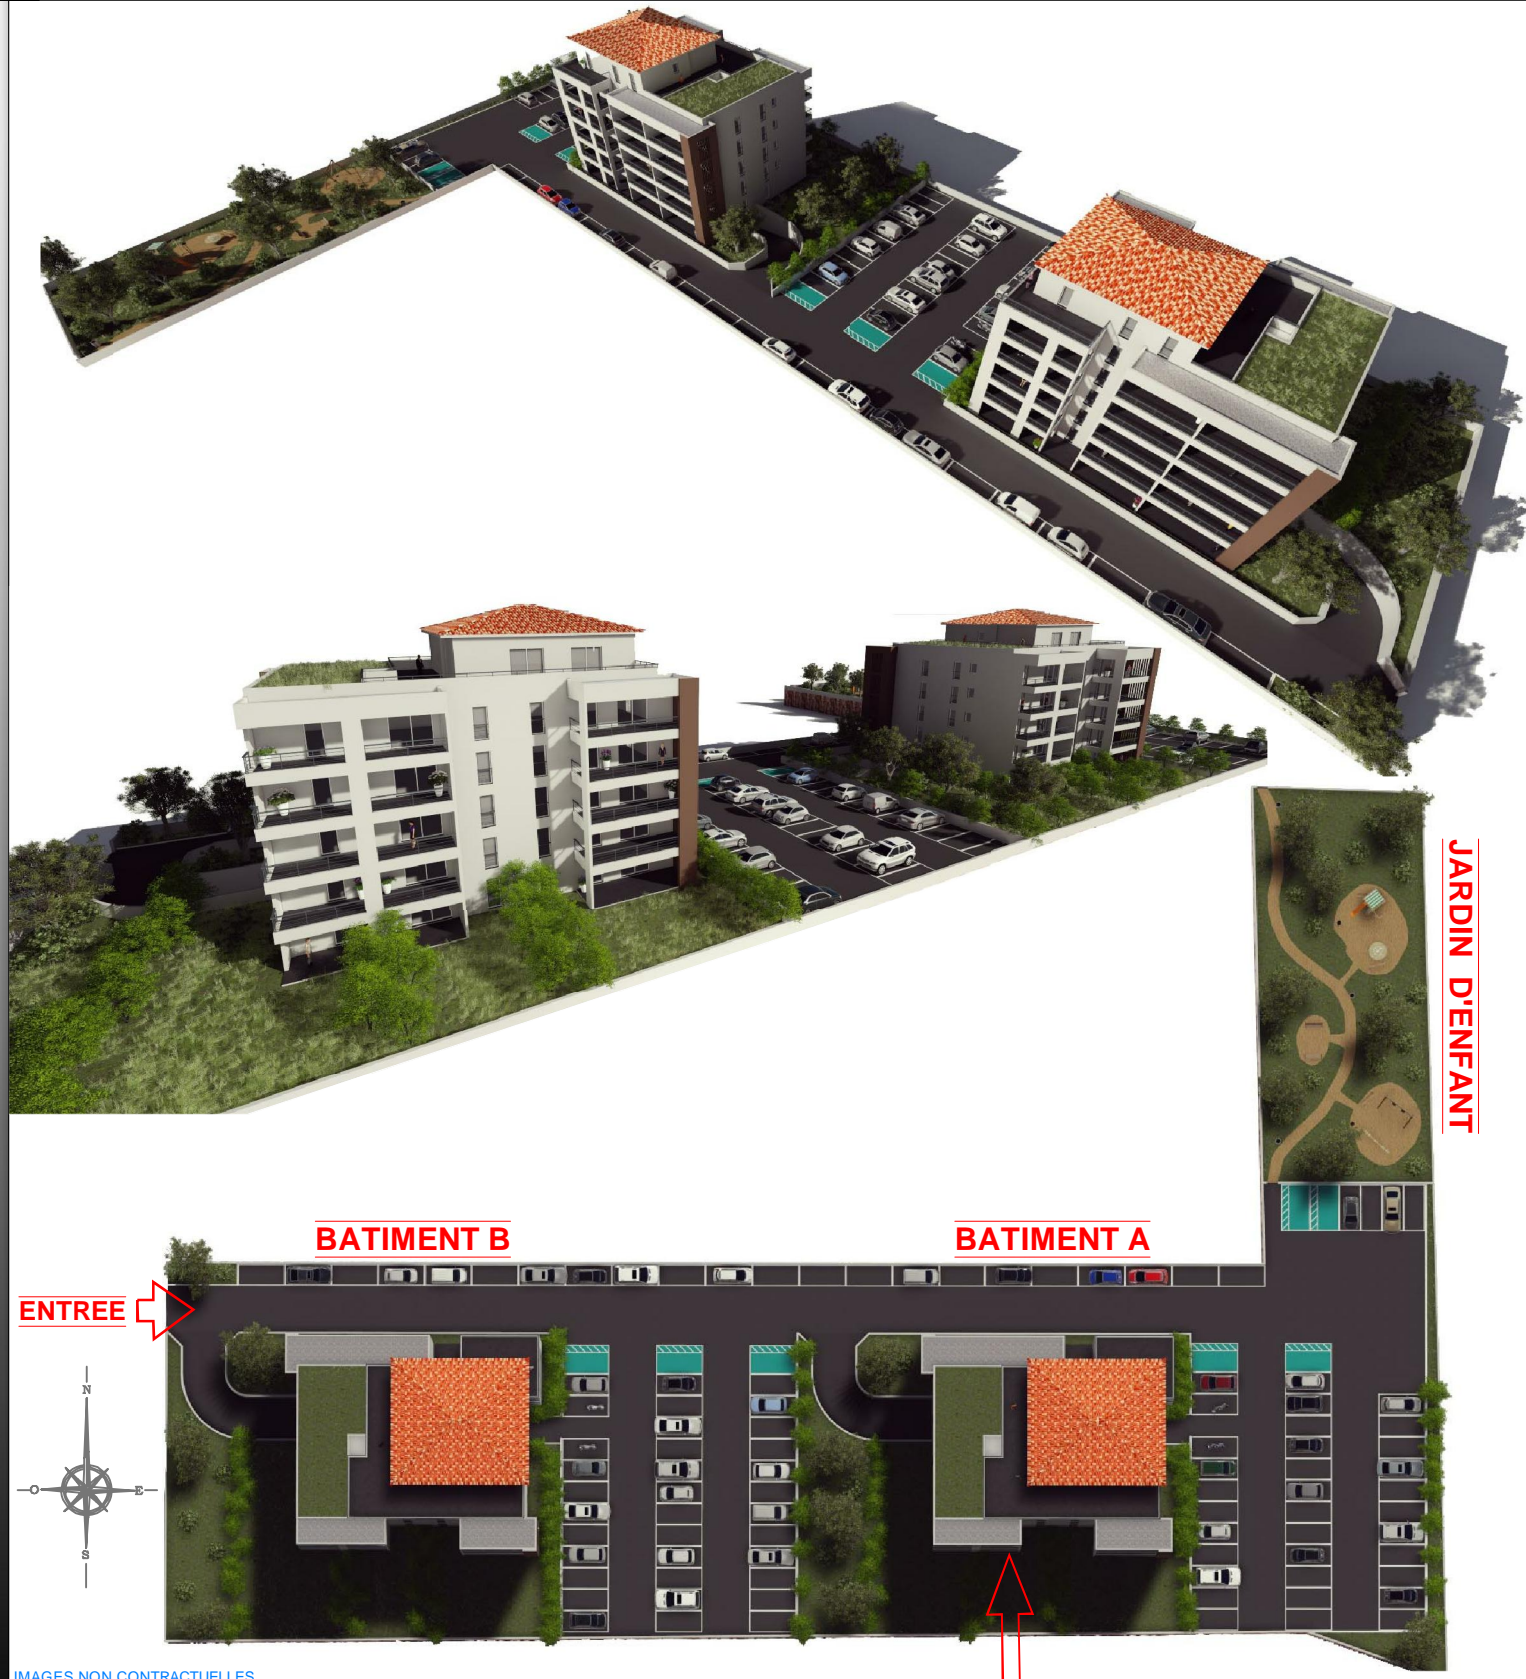 JARDIN D'ENFANT
BATIMENT B
BATIMENT A
ENTREE
N
O
E
S
IMAGES NON CONTRACTUELLES